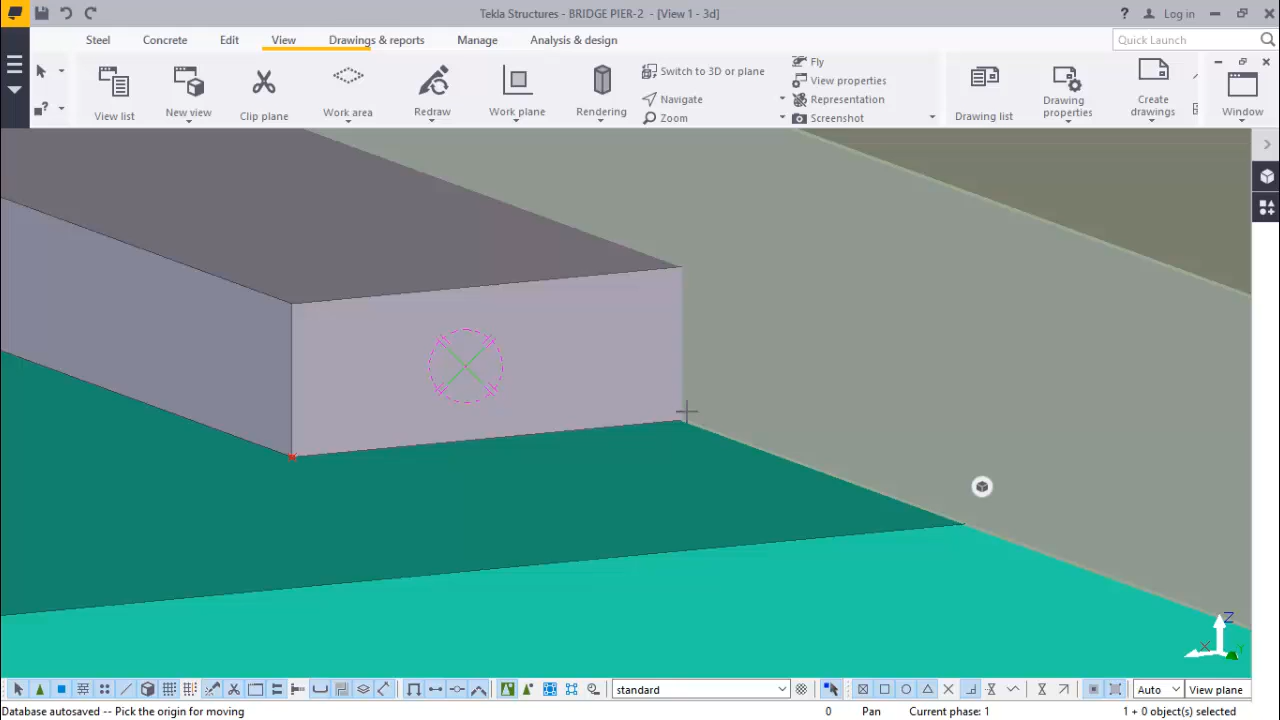 Tekla Structures - BRIDGE PIER-2 - [View 1 - 3d]
? Log in
Steel Concrete Edit View Drawings & reports Manage Analysis & design Quick Launch
View list
New view
Clip plane
Work area
Redraw
Work plane
Rendering
Switch to 3D or plane
Navigate
Zoom
Fly
View properties
Representation
Screenshot
Drawing list
Drawing
properties
Create
drawings
Window
Z
X
Y
standard Auto View plane
Database autosaved -- Pick the origin for moving 0 Pan Current phase: 1 1 + 0 object(s) selected